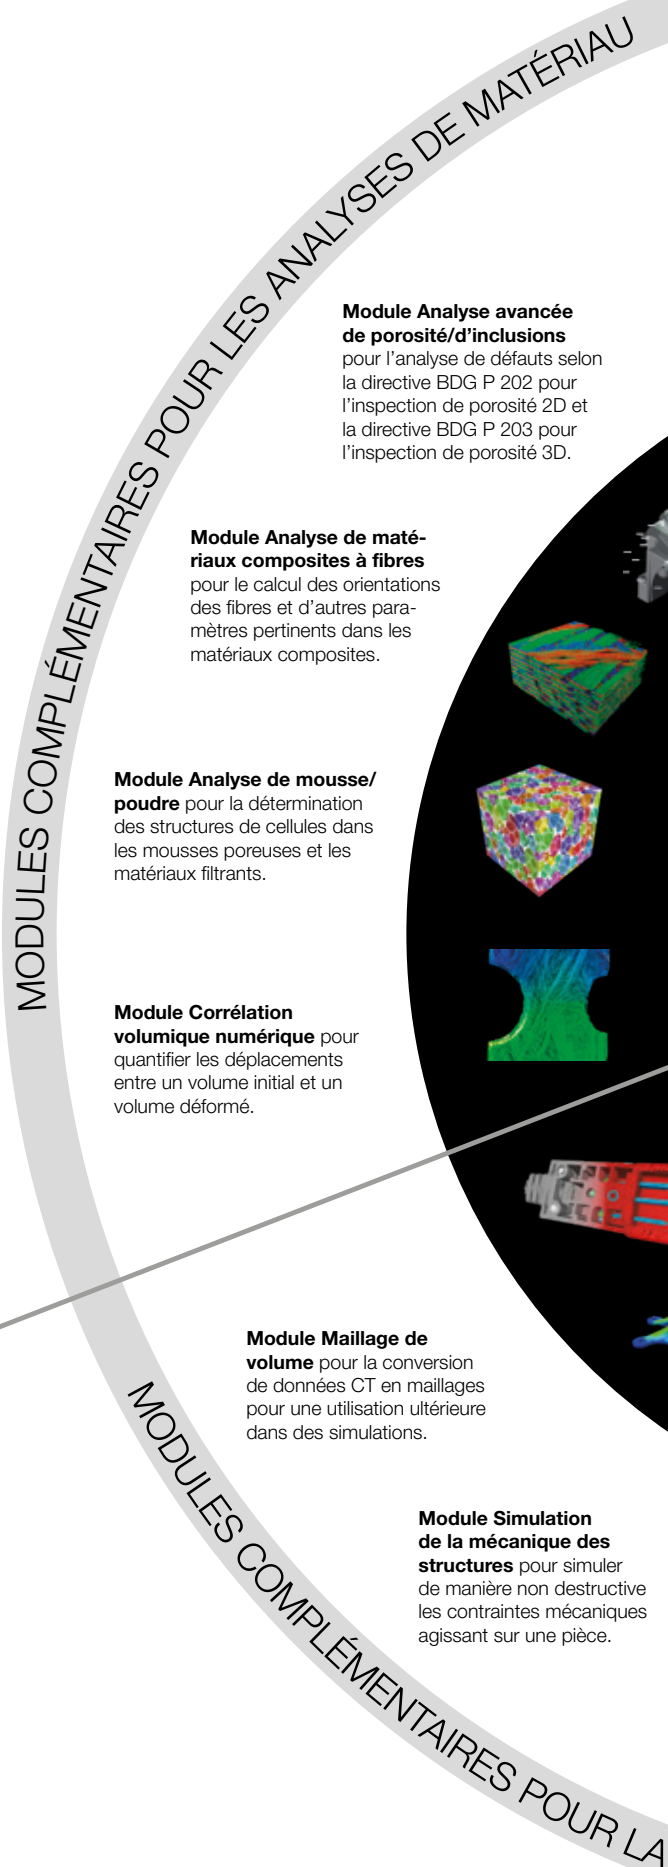 MODULES COMPLÉMENTAIRES POUR LES ANALYSES DE MATÉRIAU
Module Analyse avancée
de porosité/d’inclusions
pour l’analyse de défauts selon
la directive BDG P 202 pour
l’inspection de porosité 2D et
la directive BDG P 203 pour
l’inspection de porosité 3D.
Module Analyse de maté-
riaux composites à fibres
pour le calcul des orientations
des fibres et d’autres para-
mètres pertinents dans les
matériaux composites.
Module Analyse de mousse/
poudre pour la détermination
des structures de cellules dans
les mousses poreuses et les
matériaux filtrants.
Module Corrélation
volumique numérique pour
quantifier les déplacements
entre un volume initial et un
volume déformé.
Module Maillage de
volume pour la conversion
de données CT en maillages
pour une utilisation ultérieure
dans des simulations.
Module Simulation
de la mécanique des
structures pour simuler
de manière non destructive
les contraintes mécaniques
agissant sur une pièce.
MODULES COMPLÉMENTAIRES POUR LA